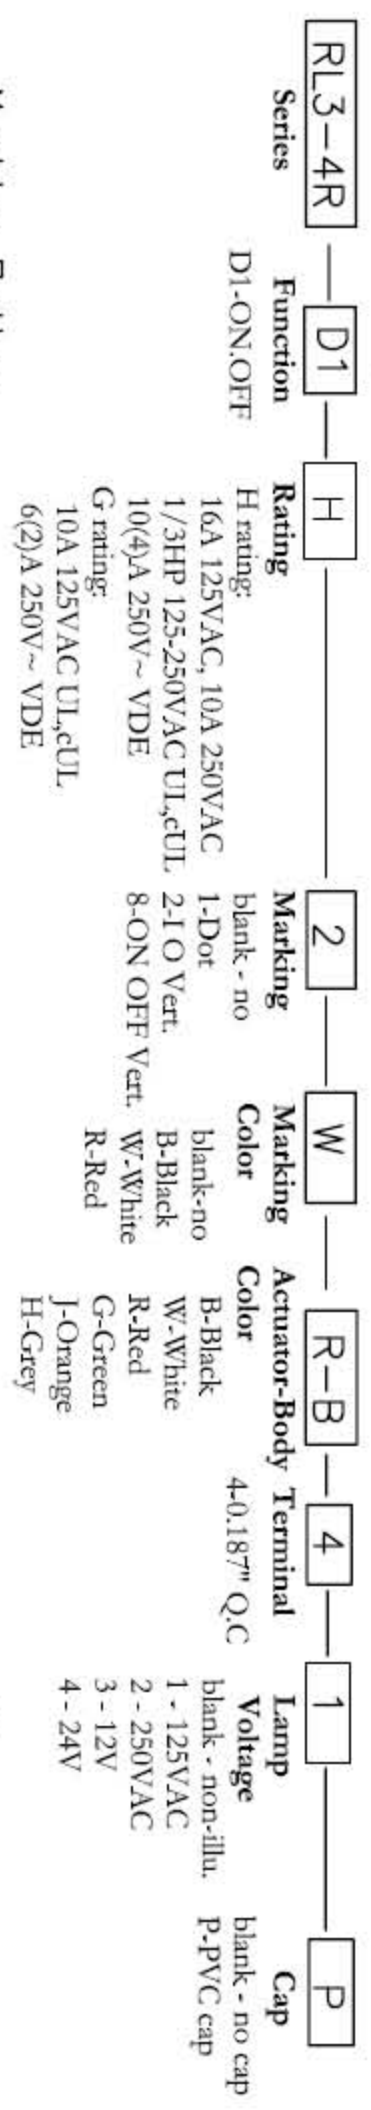 RL3-4R D1 H 2 W R-B 4 1 P
Series
Function
D1-ON.OFF
Rating
H rating:
16A 125VAC, 10A 250VAC
1/3HP 125-250VAC UL,cUL
10(4)A 250V~ VDE
G rating:
10A 125VAC UL,cUL
6(2)A 250V~ VDE
Marking
blank - no
1-Dot
2-I O Vert.
8-ON OFF Vert.
Marking
Color
blank-no
B-Black
W-White
R-Red
Actuator-Body
Color
B-Black
W-White
R-Red
G-Green
J-Orange
H-Grey
Terminal
4-0.187" Q.C
Lamp
Voltage
blank - non-illu.
1 - 125VAC
2 - 250VAC
3 - 12V
4 - 24V
Cap
blank - no cap
P-PVC cap